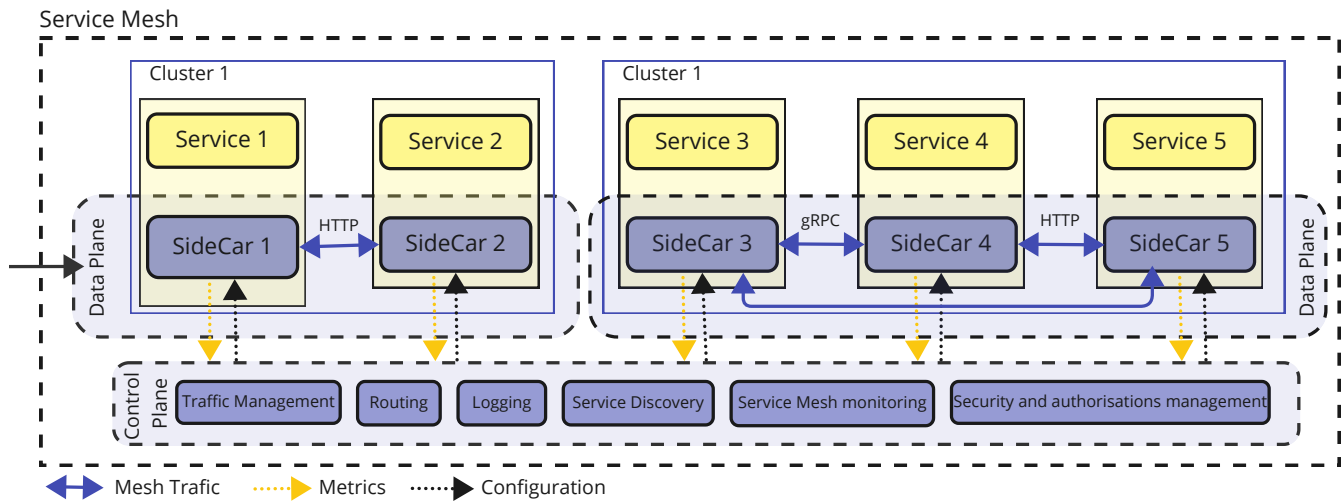 Service Mesh
Cluster 1
Cluster 1
Service 1
Service 2
Service 3
Service 4
Service 5
SideCar 1
HTTP
SideCar 2
SideCar 3
gRPC
SideCar 4
HTTP
SideCar 5
Data Plane
Data Plane
Control
Plane
Traffic Management
Routing
Logging
Service Discovery
Service Mesh monitoring
Security and authorisations management
Mesh Trafic
Metrics
Configuration